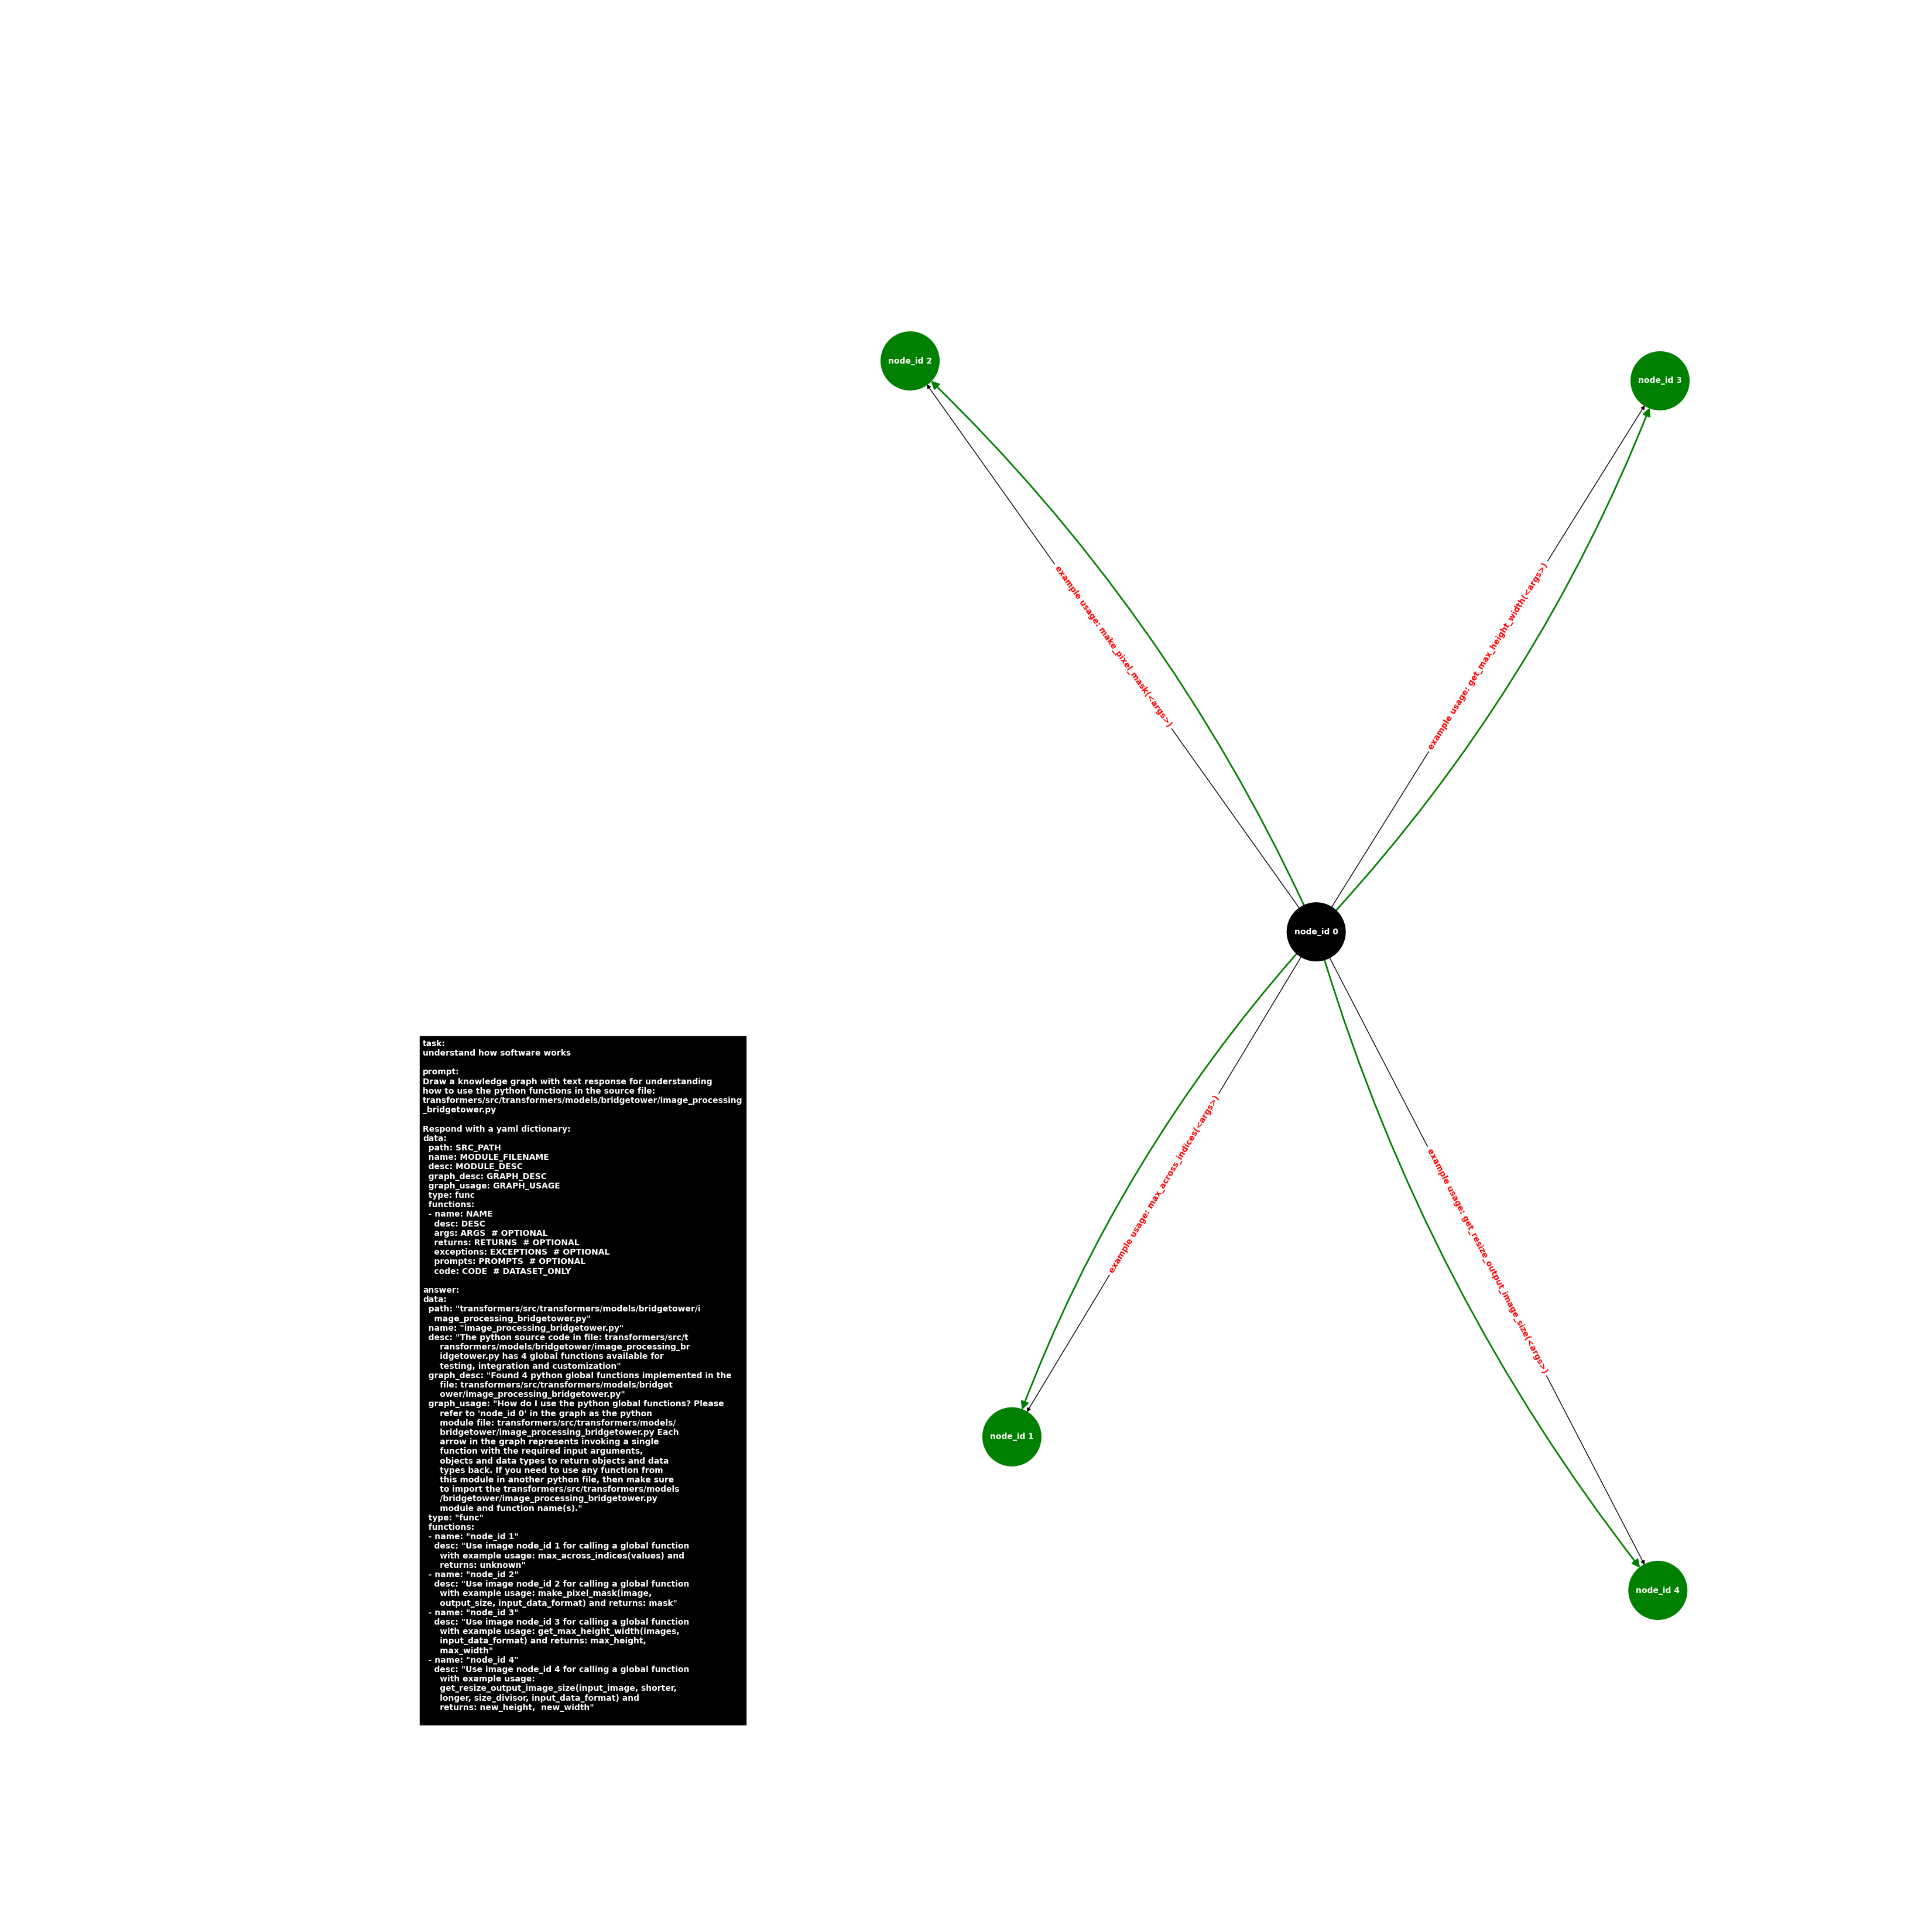 node_id 2
node_id 3
example usage: make_pixel_mask(<args>)
example usage: get_max_height_width(<args>)
node_id 0
example usage: max_across_indices(<args>)
example usage: get_resize_output_image_size(<args>)
node_id 1
node_id 4
task:
understand how software works

prompt:
Draw a knowledge graph with text response for understanding
how to use the python functions in the source file:
transformers/src/transformers/models/bridgetower/image_processing
_bridgetower.py

Respond with a yaml dictionary:
data:
  path: SRC_PATH
  name: MODULE_FILENAME
  desc: MODULE_DESC
  graph_desc: GRAPH_DESC
  graph_usage: GRAPH_USAGE
  type: func
  functions:
  - name: NAME
    desc: DESC
    args: ARGS  # OPTIONAL
    returns: RETURNS  # OPTIONAL
    exceptions: EXCEPTIONS  # OPTIONAL
    prompts: PROMPTS  # OPTIONAL
    code: CODE  # DATASET_ONLY

answer:
data:
  path: "transformers/src/transformers/models/bridgetower/i
    mage_processing_bridgetower.py"
  name: "image_processing_bridgetower.py"
  desc: "The python source code in file: transformers/src/t
      ransformers/models/bridgetower/image_processing_br
      idgetower.py has 4 global functions available for
      testing, integration and customization"
  graph_desc: "Found 4 python global functions implemented in the
      file: transformers/src/transformers/models/bridget
      ower/image_processing_bridgetower.py"
  graph_usage: "How do I use the python global functions? Please
      refer to 'node_id 0' in the graph as the python
      module file: transformers/src/transformers/models/
      bridgetower/image_processing_bridgetower.py Each
      arrow in the graph represents invoking a single
      function with the required input arguments,
      objects and data types to return objects and data
      types back. If you need to use any function from
      this module in another python file, then make sure
      to import the transformers/src/transformers/models
      /bridgetower/image_processing_bridgetower.py
      module and function name(s)."
  type: "func"
  functions:
  - name: "node_id 1"
    desc: "Use image node_id 1 for calling a global function
      with example usage: max_across_indices(values) and
      returns: unknown"
  - name: "node_id 2"
    desc: "Use image node_id 2 for calling a global function
      with example usage: make_pixel_mask(image,
      output_size, input_data_format) and returns: mask"
  - name: "node_id 3"
    desc: "Use image node_id 3 for calling a global function
      with example usage: get_max_height_width(images,
      input_data_format) and returns: max_height,
      max_width"
  - name: "node_id 4"
    desc: "Use image node_id 4 for calling a global function
      with example usage:
      get_resize_output_image_size(input_image, shorter,
      longer, size_divisor, input_data_format) and
      returns: new_height,  new_width"